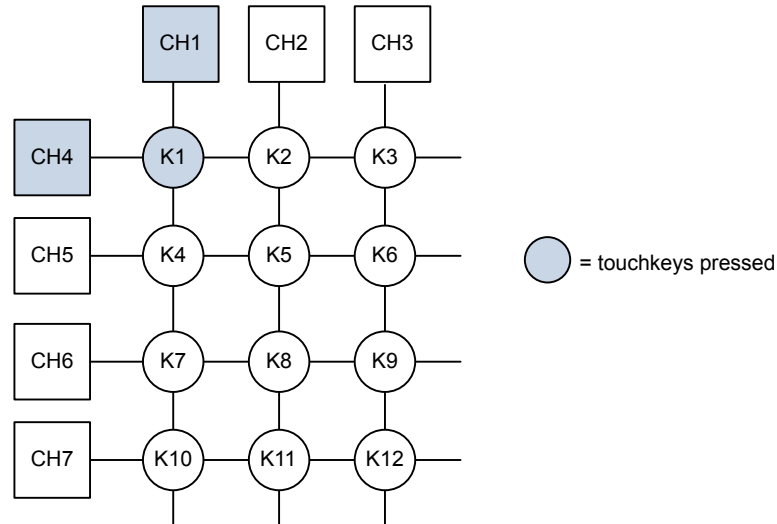 CH1 CH2 CH3
CH4 K1 K2 K3
CH5 K4 K5 K6
= touchkeys pressed
CH6 K7 K8 K9
CH7 K10 K11 K12